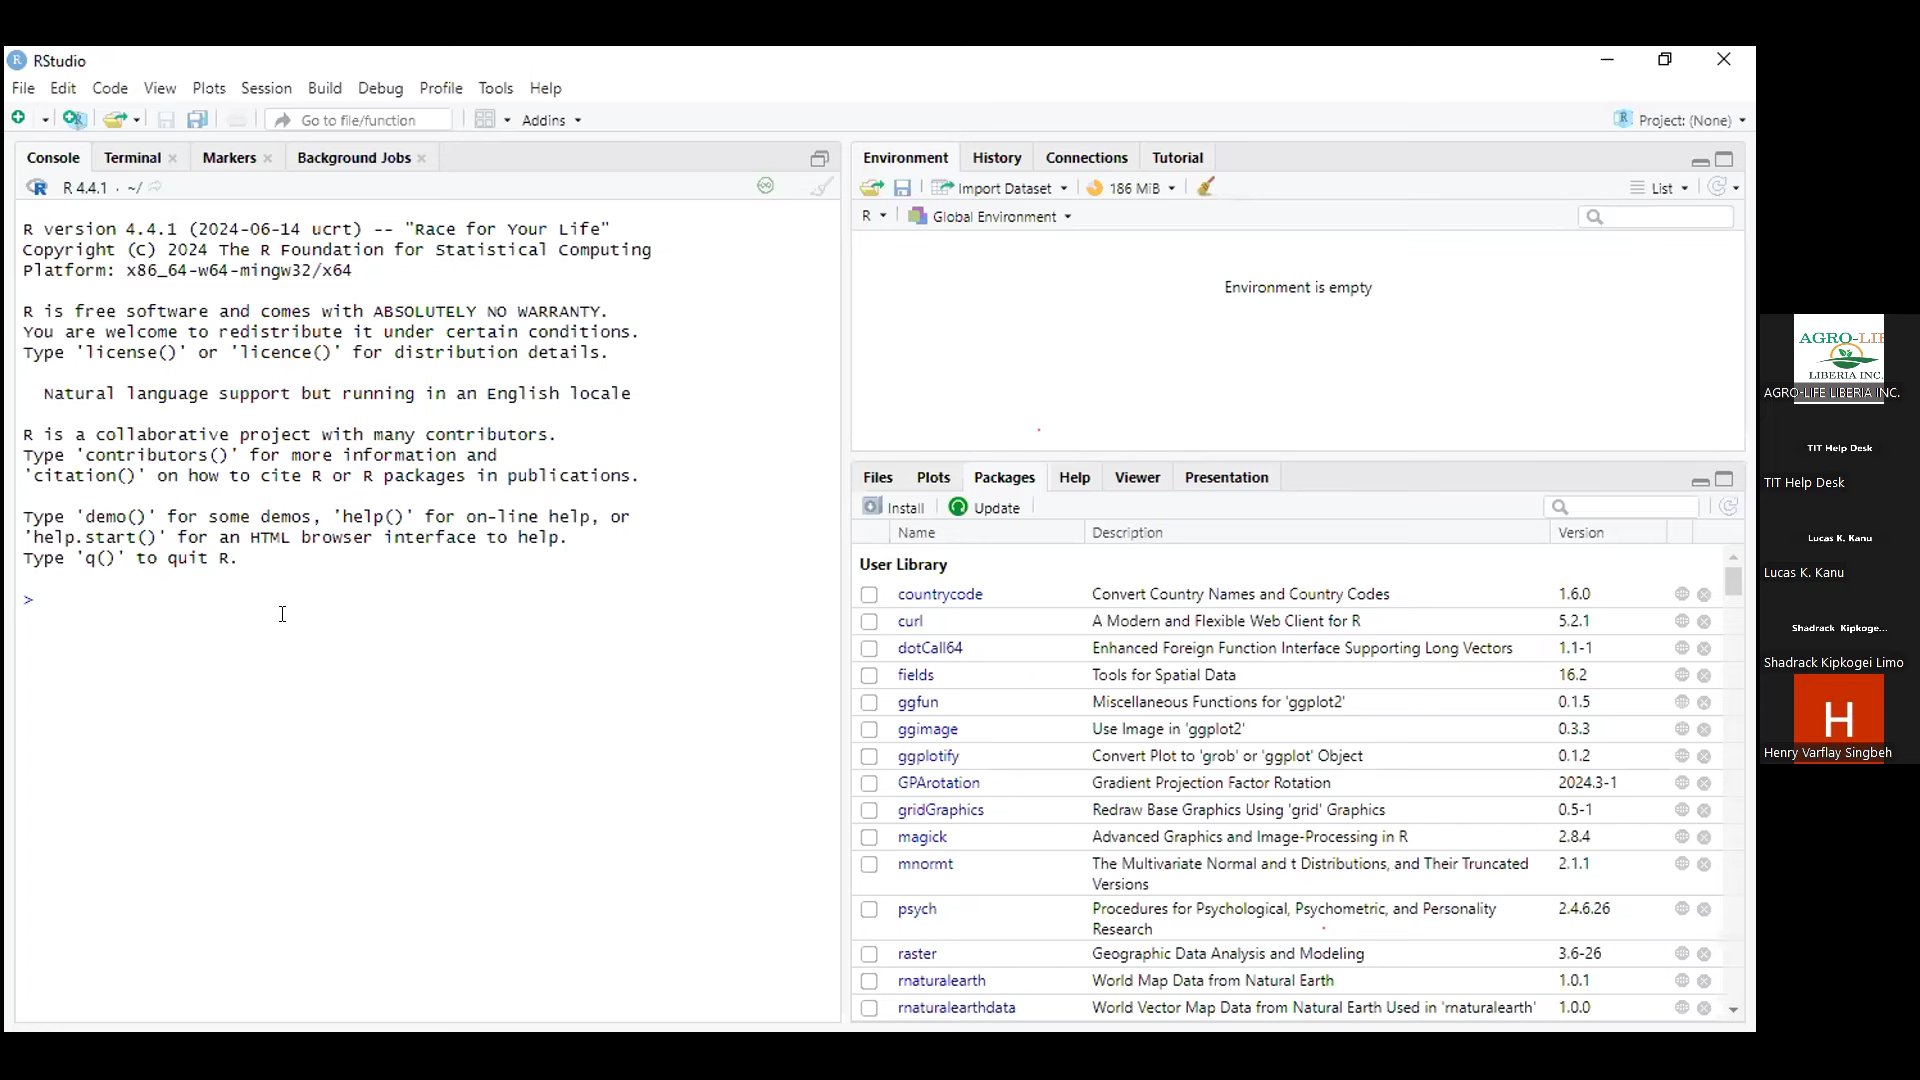 RStudio
File Edit Code View Plots Session Build Debug Profile Tools Help
Go to file/function
Addins
Project: (None)
Console Terminal Markers Background Jobs
R 4.4.1 · ~/
R version 4.4.1 (2024-06-14 ucrt) -- "Race for Your Life"
Copyright (C) 2024 The R Foundation for Statistical Computing
Platform: x86_64-w64-mingw32/x64
R is free software and comes with ABSOLUTELY NO WARRANTY.
You are welcome to redistribute it under certain conditions.
Type 'license()' or 'licence()' for distribution details.
Natural language support but running in an English locale
R is a collaborative project with many contributors.
Type 'contributors()' for more information and
'citation()' on how to cite R or R packages in publications.
Type 'demo()' for some demos, 'help()' for on-line help, or
'help.start()' for an HTML browser interface to help.
Type 'q()' to quit R.
>
Environment History Connections Tutorial
Import Dataset 186 MiB List
R Global Environment
Environment is empty
Files Plots Packages Help Viewer Presentation
Install Update
Name Description Version
User Library
countrycode Convert Country Names and Country Codes 1.6.0
curl A Modern and Flexible Web Client for R 5.2.1
dotCall64 Enhanced Foreign Function Interface Supporting Long Vectors 1.1-1
fields Tools for Spatial Data 16.2
ggfun Miscellaneous Functions for 'ggplot2' 0.1.5
ggimage Use Image in 'ggplot2' 0.3.3
ggplotify Convert Plot to 'grob' or 'ggplot' Object 0.1.2
GPArotation Gradient Projection Factor Rotation 2024.3-1
gridGraphics Redraw Base Graphics Using 'grid' Graphics 0.5-1
magick Advanced Graphics and Image-Processing in R 2.8.4
mnormt The Multivariate Normal and t Distributions, and Their Truncated 2.1.1
Versions
psych Procedures for Psychological, Psychometric, and Personality 2.4.6.26
Research
raster Geographic Data Analysis and Modeling 3.6-26
rnaturalearth World Map Data from Natural Earth 1.0.1
rnaturalearthdata World Vector Map Data from Natural Earth Used in 'rnaturalearth' 1.0.0
AGRO-LIF
LIBERIA INC.
AGRO-LIFE LIBERIA INC.
TIT Help Desk
TIT Help Desk
Lucas K. Kanu
Lucas K. Kanu
Shadrack Kipkoge...
Shadrack Kipkogei Limo
H
Henry Varflay Singbeh